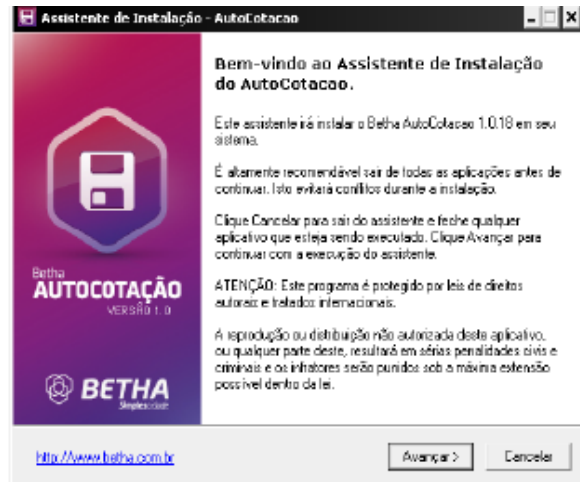 Assistente de Instalação - AutoCotacao
Bem-vindo ao Assistente de Instalação
do AutoCotacao.
Este assistente irá instalar o Betha AutoCotacao 1.0.18 em seu
sistema.
É altamente recomendável sair de todas as aplicações antes de
continuar. Isto evitará conflitos durante a instalação.
Clique Cancelar para sair do assistente e feche qualquer
aplicativo que esteja sendo executado. Clique Avançar para
continuar com a execução do assistente.
ATENÇÃO: Este programa é protegido por leis de direitos
autorais e tratados internacionais.
A reprodução ou distribuição não autorizada deste aplicativo,
ou qualquer parte deste, resultará em sérias penalidades civis e
criminais e os infratores serão punidos sob a máxima extensão
possível dentro da lei.
Betha
AUTOCOTAÇÃO
VERSÃO 1.0
BETHA
Simplescidade
http://www.betha.com.br
Avançar >
Cancelar